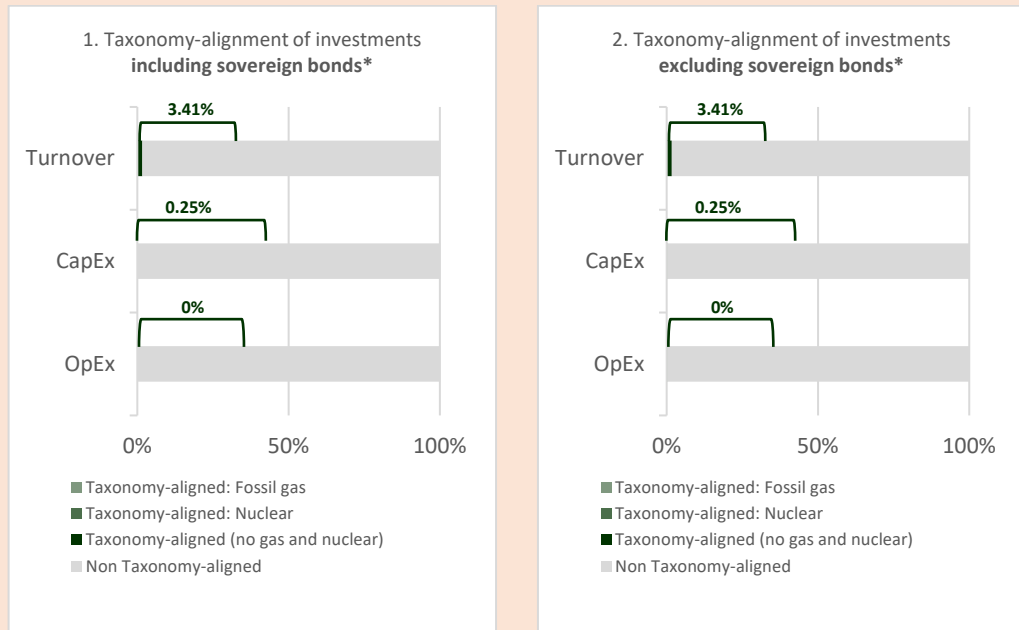 1. Taxonomy-alignment of investments
including sovereign bonds*
3.41%
Turnover
0.25%
CapEx
0%
OpEx
0% 50% 100%
Taxonomy-aligned: Fossil gas
Taxonomy-aligned: Nuclear
Taxonomy-aligned (no gas and nuclear)
Non Taxonomy-aligned
2. Taxonomy-alignment of investments
excluding sovereign bonds*
3.41%
Turnover
0.25%
CapEx
0%
OpEx
0% 50% 100%
Taxonomy-aligned: Fossil gas
Taxonomy-aligned: Nuclear
Taxonomy-aligned (no gas and nuclear)
Non Taxonomy-aligned